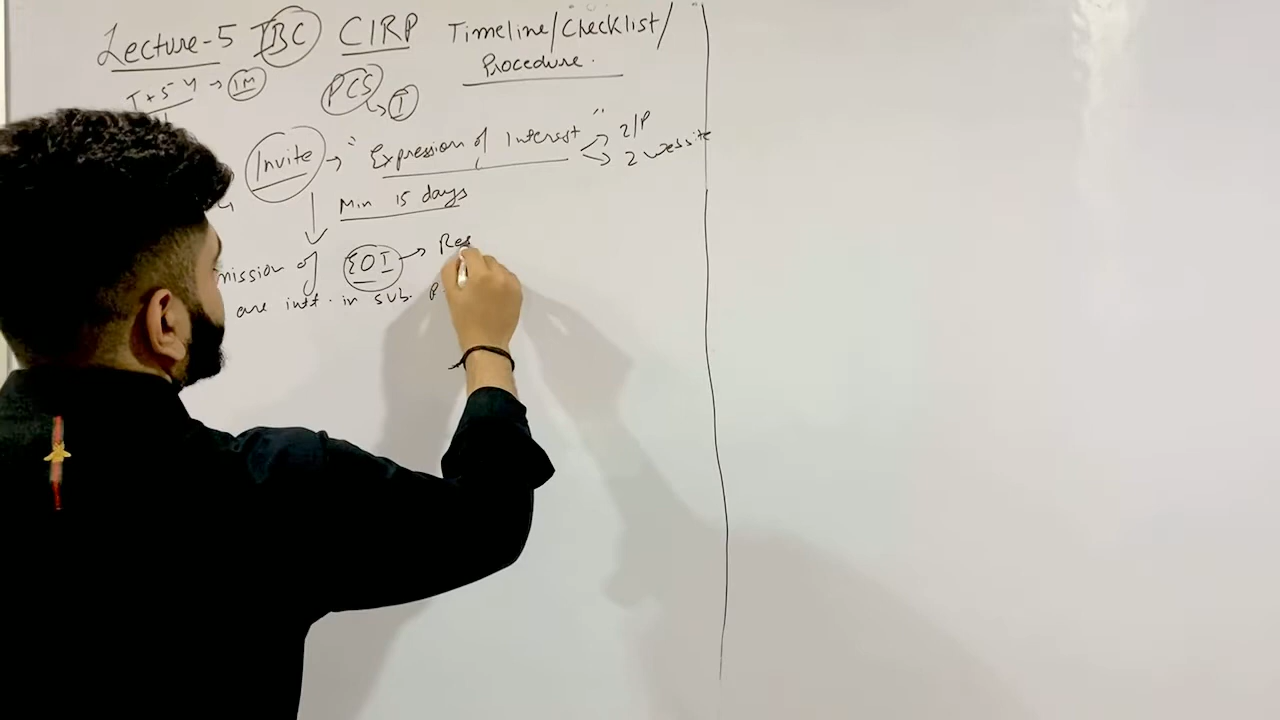 Lecture-5 IBC CIRP Timeline/Checklist/
Procedure.
T+54 → IM
PCS → I
Invite → "Expression of Interest" 2/P
2 website
Min 15 days
mission of EOI → Res
are intt. in sub. P.